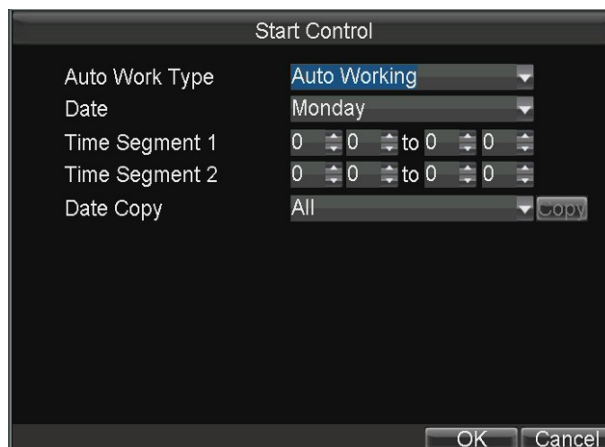 Start Control
Auto Work Type Auto Working
Date Monday
Time Segment 1 0 0 to 0 0
Time Segment 2 0 0 to 0 0
Date Copy All Copy
OK Cancel